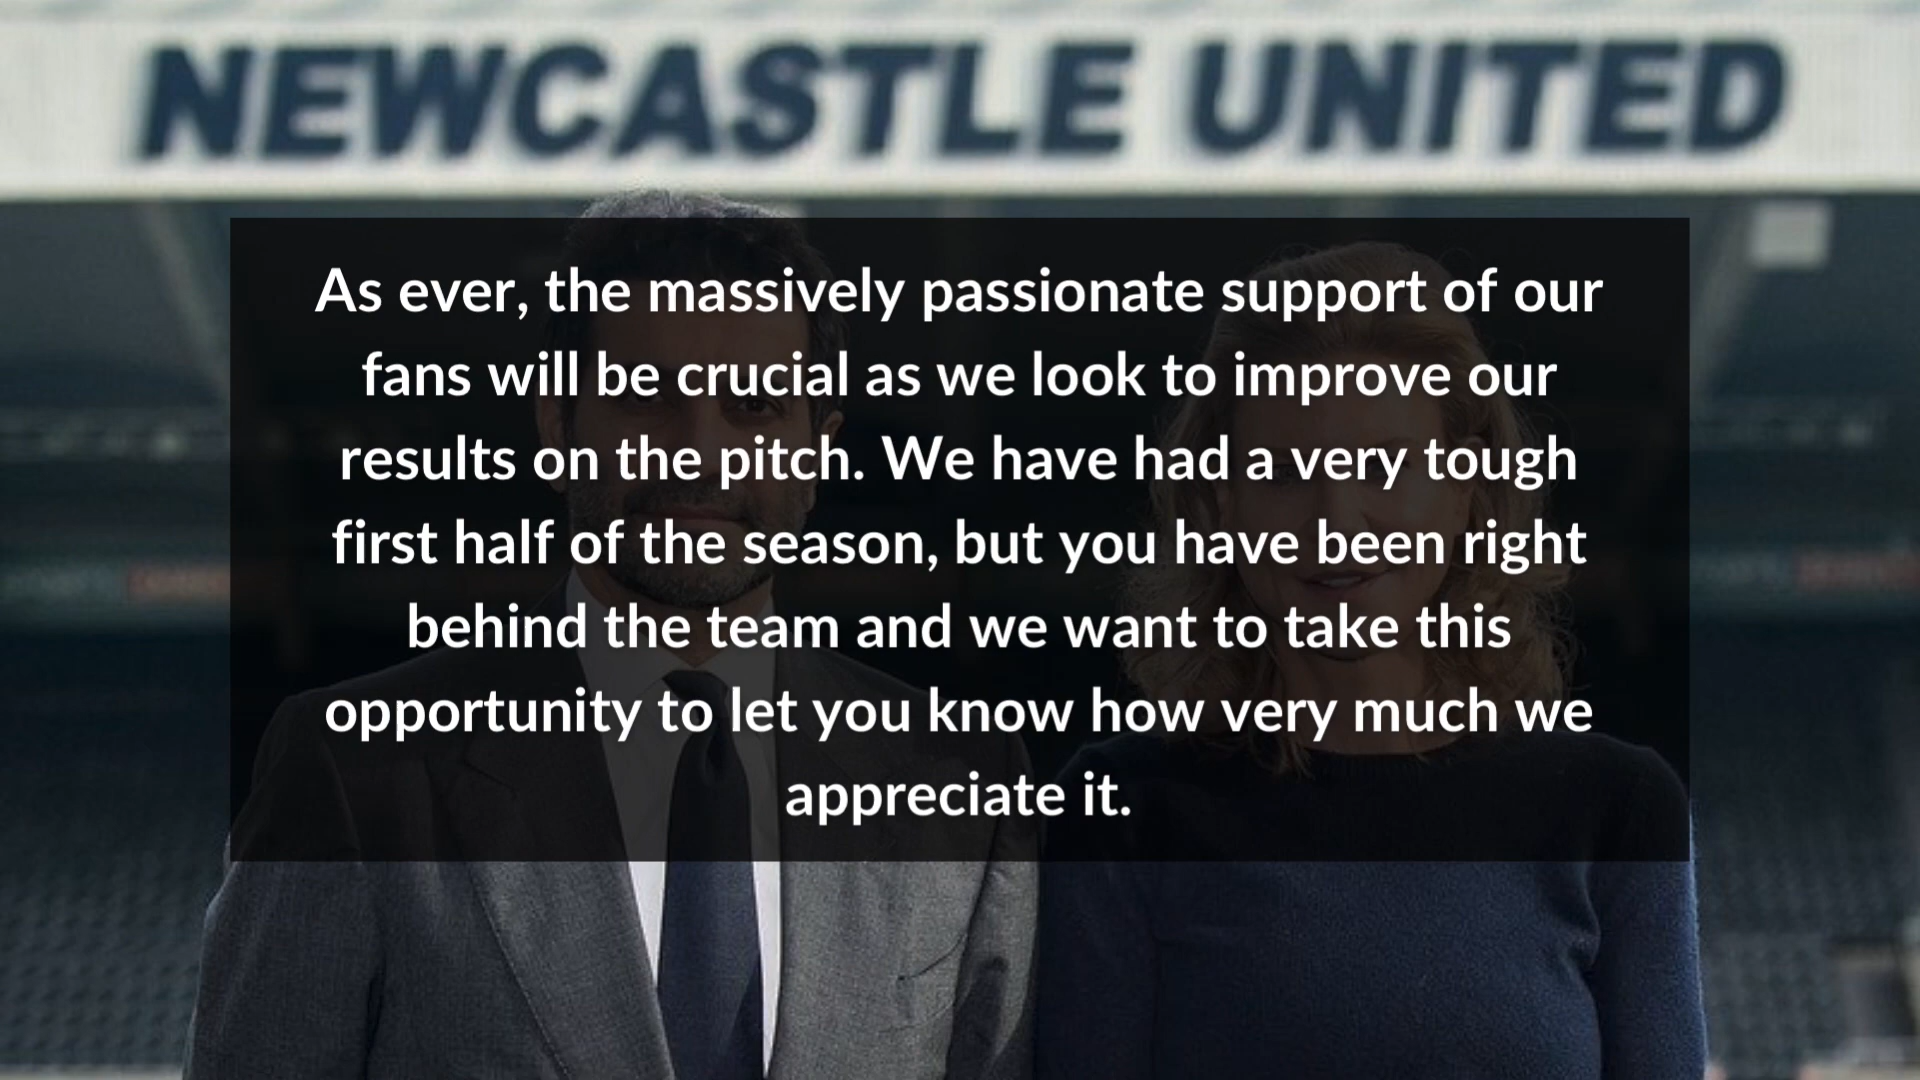 NEWCASTLE UNITED
As ever, the massively passionate support of our
fans will be crucial as we look to improve our
results on the pitch. We have had a very tough
first half of the season, but you have been right
behind the team and we want to take this
opportunity to let you know how very much we
appreciate it.